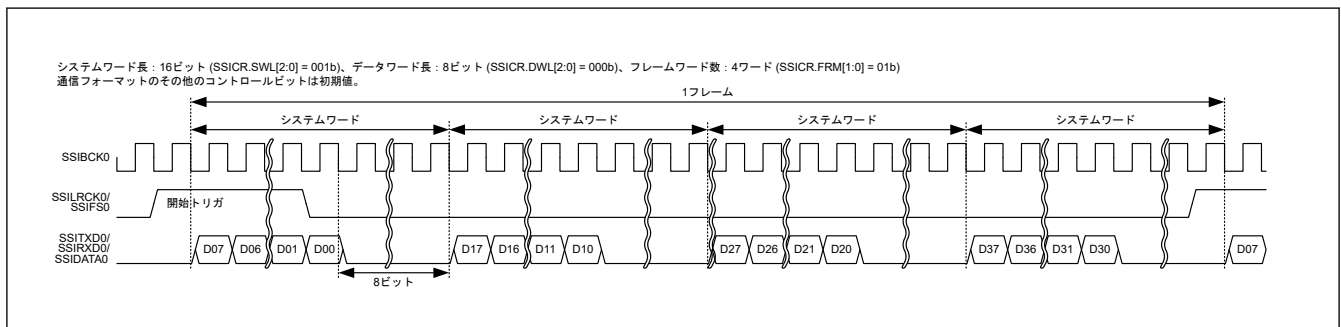 システムワード長：16ビット (SSICR.SWL[2:0] = 001b)、データワード長：8ビット (SSICR.DWL[2:0] = 000b)、フレームワード数：4ワード (SSICR.FRM[1:0] = 01b)
通信フォーマットのその他のコントロールビットは初期値。
1フレーム
システムワード システムワード システムワード システムワード
SSIBCK0
SSILRCK0/
SSIFS0
開始トリガ
SSITXD0/
SSIRXD0/
SSIDATA0
D07 D06 D01 D00 D17 D16 D11 D10 D27 D26 D21 D20 D37 D36 D31 D30 D07
8ビット